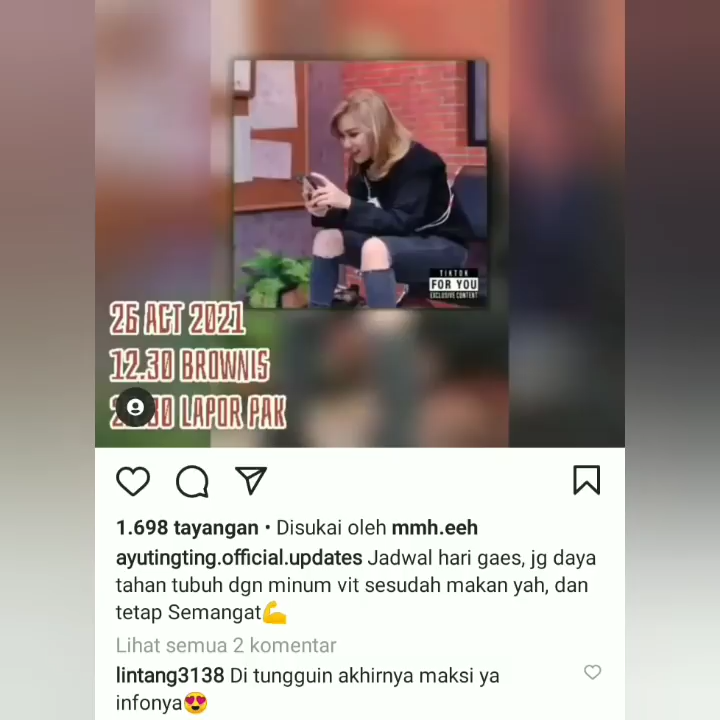 TIKTOK
FOR YOU
EXCLUSIVE CONTENT
26 AGT 2021
12.30 BROWNIS
LAPOR PAK
1.698 tayangan • Disukai oleh mmh.eeh
ayutingting.official.updates Jadwal hari gaes, jg daya
tahan tubuh dgn minum vit sesudah makan yah, dan
tetap Semangat💪
Lihat semua 2 komentar
lintang3138 Di tungguin akhirnya maksi ya
infonya😍